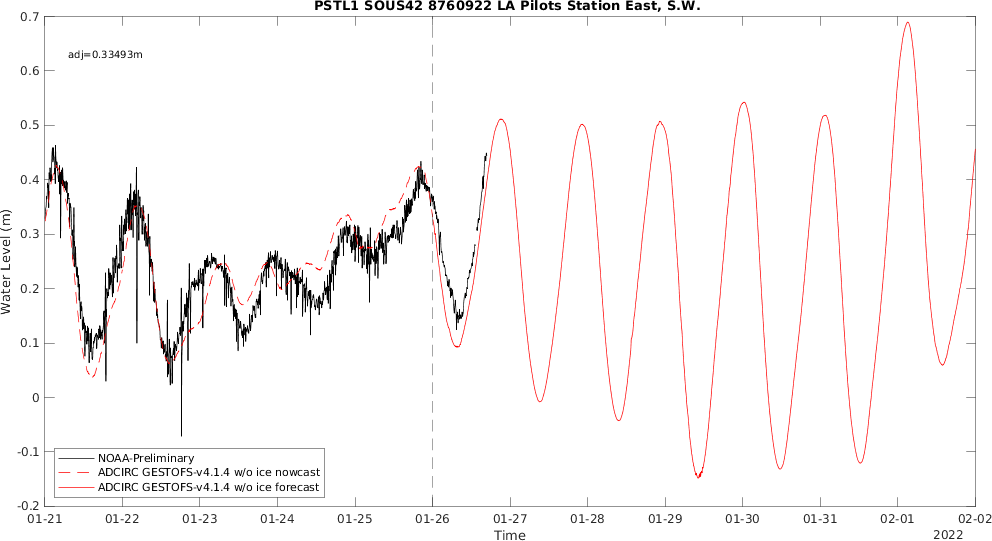 PSTL1 SOUS42 8760922 LA Pilots Station East, S.W.
adj=0.33493m
Water Level (m)
0.7
0.6
0.5
0.4
0.3
0.2
0.1
0
-0.1
-0.2
NOAA-Preliminary
ADCIRC GESTOFS-v4.1.4 w/o ice nowcast
ADCIRC GESTOFS-v4.1.4 w/o ice forecast
01-21 01-22 01-23 01-24 01-25 01-26 01-27 01-28 01-29 01-30 01-31 02-01 02-02
Time
2022